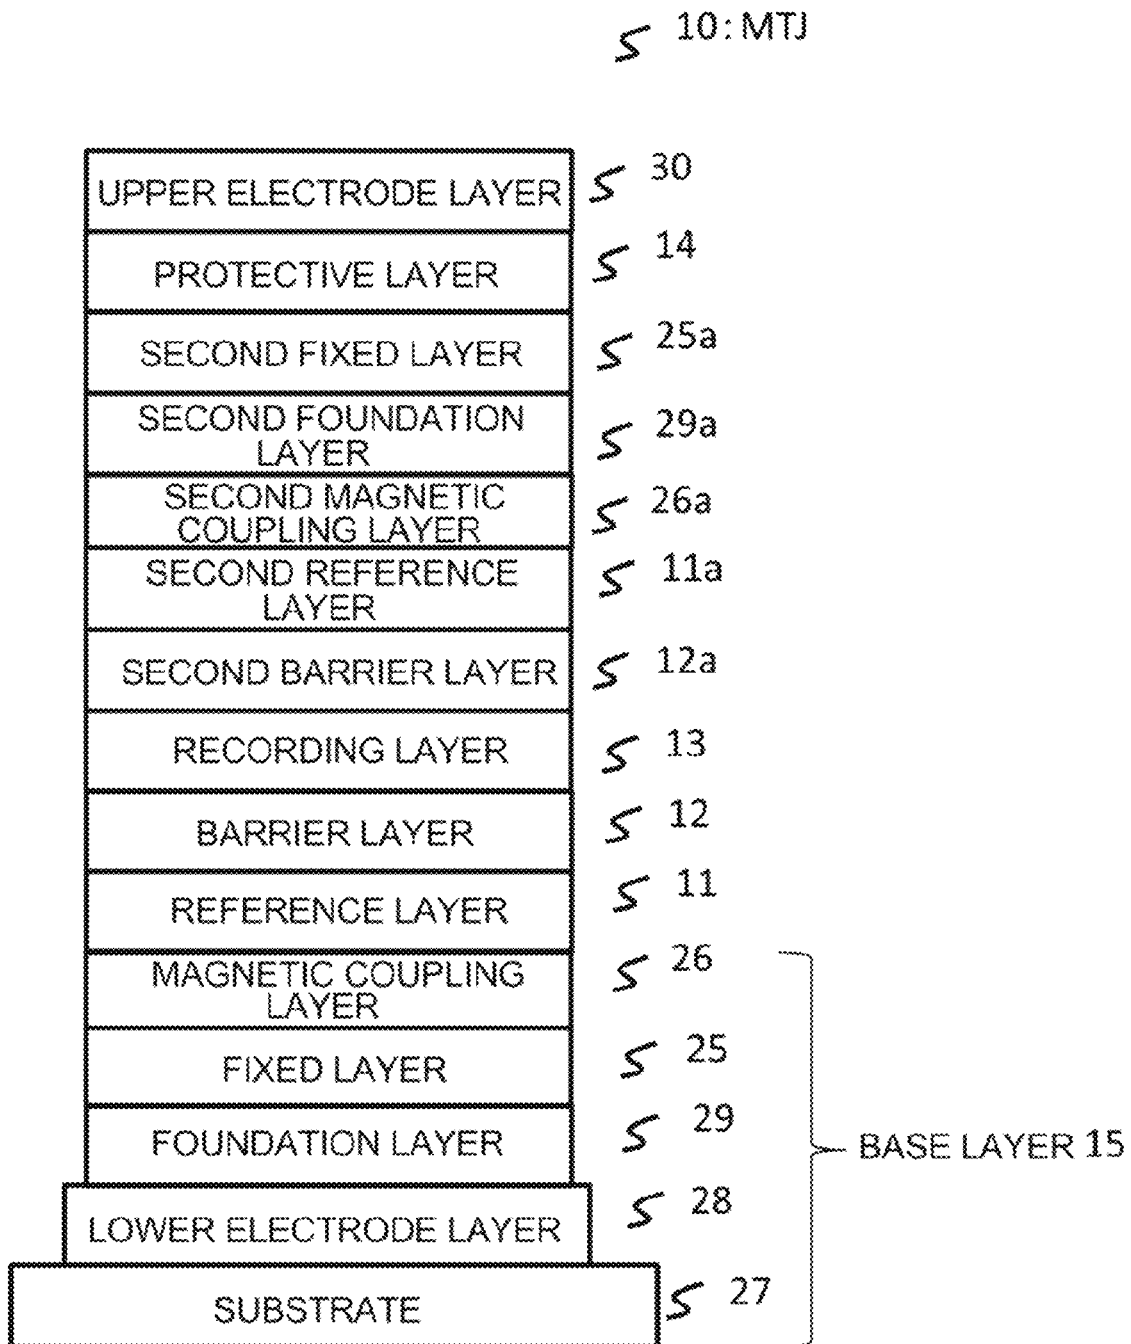 10: MTJ
UPPER ELECTRODE LAYER 30
PROTECTIVE LAYER 14
SECOND FIXED LAYER 25a
SECOND FOUNDATION
LAYER 29a
SECOND MAGNETIC
COUPLING LAYER 26a
SECOND REFERENCE
LAYER 11a
SECOND BARRIER LAYER 12a
RECORDING LAYER 13
BARRIER LAYER 12
REFERENCE LAYER 11
MAGNETIC COUPLING
LAYER 26
FIXED LAYER 25
FOUNDATION LAYER 29
BASE LAYER 15
LOWER ELECTRODE LAYER 28
SUBSTRATE 27